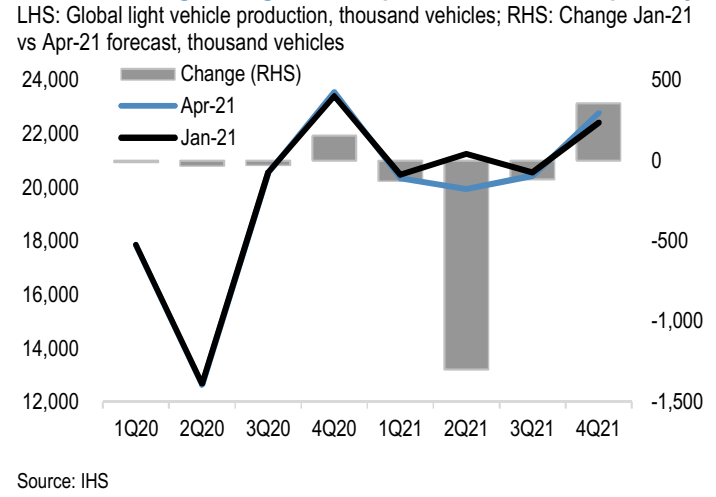 LHS: Global light vehicle production, thousand vehicles; RHS: Change Jan-21
vs Apr-21 forecast, thousand vehicles
24,000
22,000
20,000
18,000
16,000
14,000
12,000
Change (RHS)
Apr-21
Jan-21
500
0
-500
-1,000
-1,500
1Q20 2Q20 3Q20 4Q20 1Q21 2Q21 3Q21 4Q21
Source: IHS